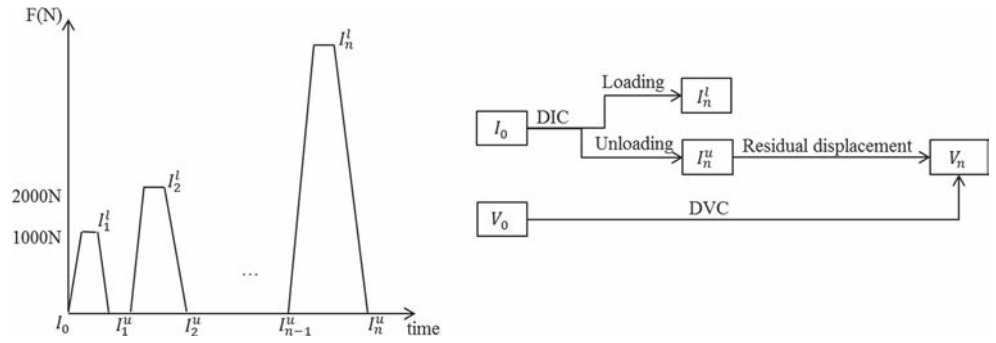 F(N)
2000N
1000N
$I_1^l$
$I_2^l$
$I_n^l$
...
$I_0$
$I_1^u$
$I_2^u$
$I_{n-1}^u$
$I_n^u$
time
$I_0$
DIC
Loading
$I_n^l$
Unloading
$I_n^u$
Residual displacement
$V_n$
$V_0$
DVC